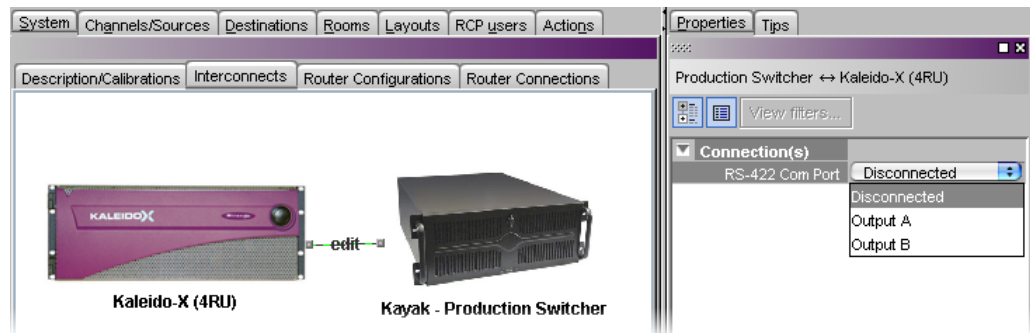 System Channels/Sources Destinations Rooms Layouts RCP users Actions
Description/Calibrations Interconnects Router Configurations Router Connections
KALEIDOX
edit
Kaleido-X (4RU)
Kayak - Production Switcher
Properties Tips
Production Switcher ↔ Kaleido-X (4RU)
View filters...
Connection(s)
RS-422 Com Port Disconnected
Disconnected
Output A
Output B